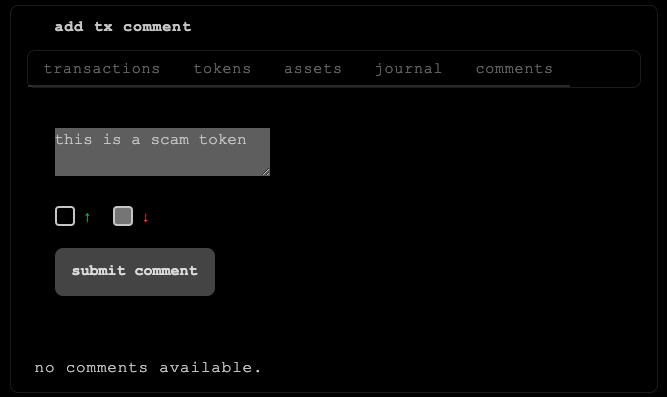 add tx comment
transactions tokens assets journal comments
this is a scam token
↑ ↓
submit comment
no comments available.